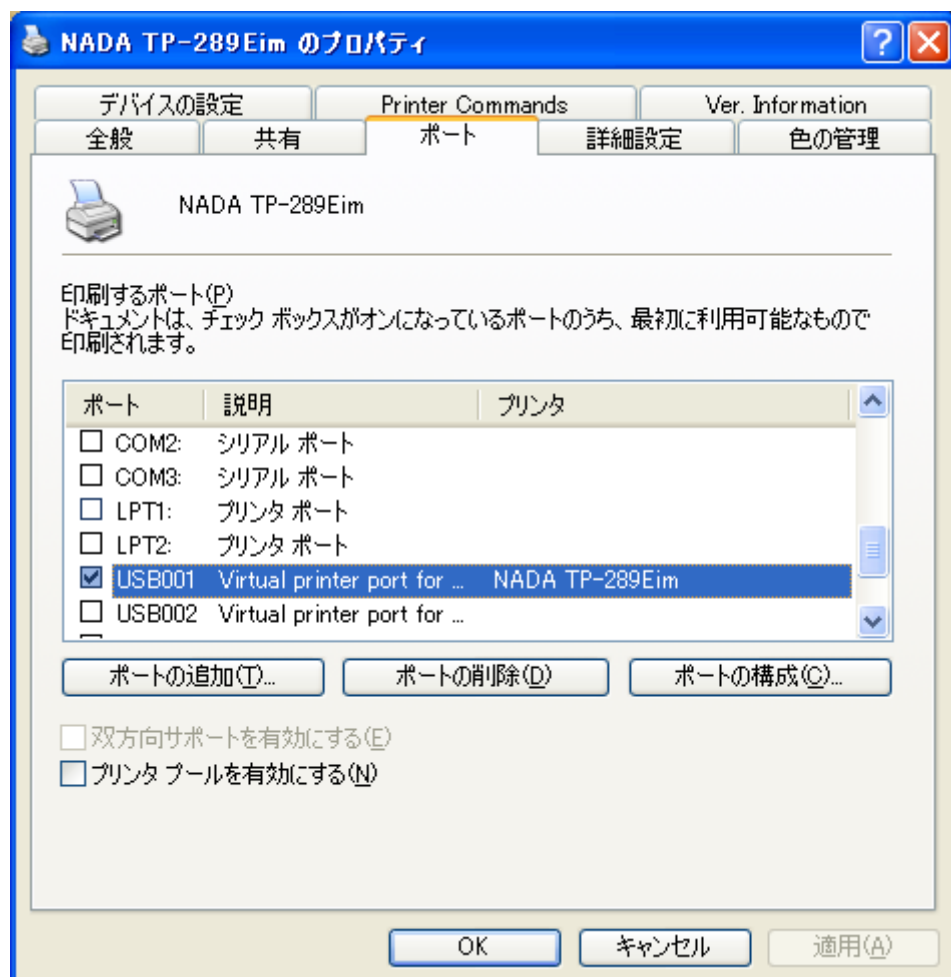 NADA TP-289Eim のプロパティ
デバイスの設定 Printer Commands Ver. Information
全般 共有 ポート 詳細設定 色の管理
NADA TP-289Eim
印刷するポート(P)
ドキュメントは、チェック ボックスがオンになっているポートのうち、最初に利用可能なもので
印刷されます。
ポート 説明 プリンタ
COM2: シリアル ポート
COM3: シリアル ポート
LPT1: プリンタ ポート
LPT2: プリンタ ポート
USB001 Virtual printer port for ... NADA TP-289Eim
USB002 Virtual printer port for ...
ポートの追加(T)... ポートの削除(D) ポートの構成(C)...
双方向サポートを有効にする(E)
プリンタ プールを有効にする(N)
OK キャンセル 適用(A)